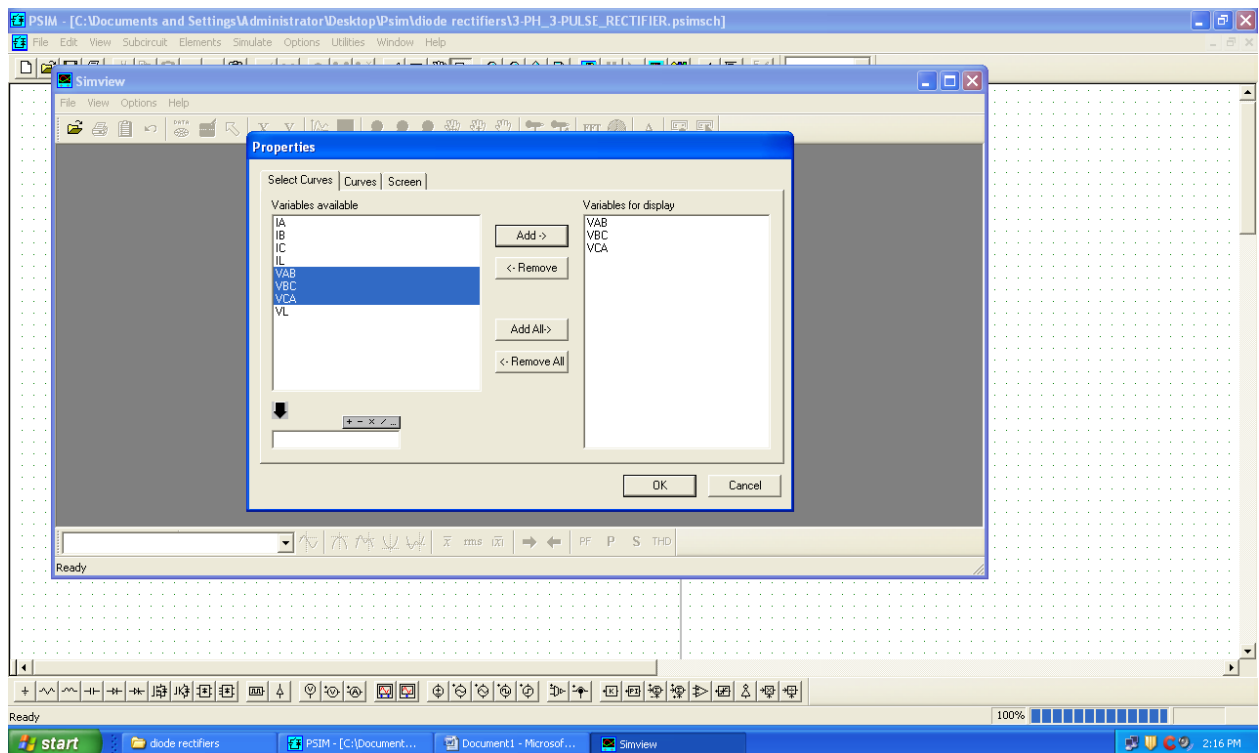 PSIM - [C:\Documents and Settings\Administrator\Desktop\Psim\diode rectifiers\3-PH_3-PULSE_RECTIFIER.psimsch]
File Edit View Subcircuit Elements Simulate Options Utilities Window Help
Simview
File View Options Help
DATA X Y FFT A
Properties
Select Curves Curves Screen
Variables available Variables for display
IA
IB
IC
IL
VAB
VBC
VCA
VL
Add ->
<- Remove
Add All->
<- Remove All
VAB
VBC
VCA
+ - × / ...
OK Cancel
x̄ rms |x̄| PF P S THD
Ready
K PI
Ready 100%
start diode rectifiers PSIM - [C:\Document... Document1 - Microsof... Simview 2:16 PM